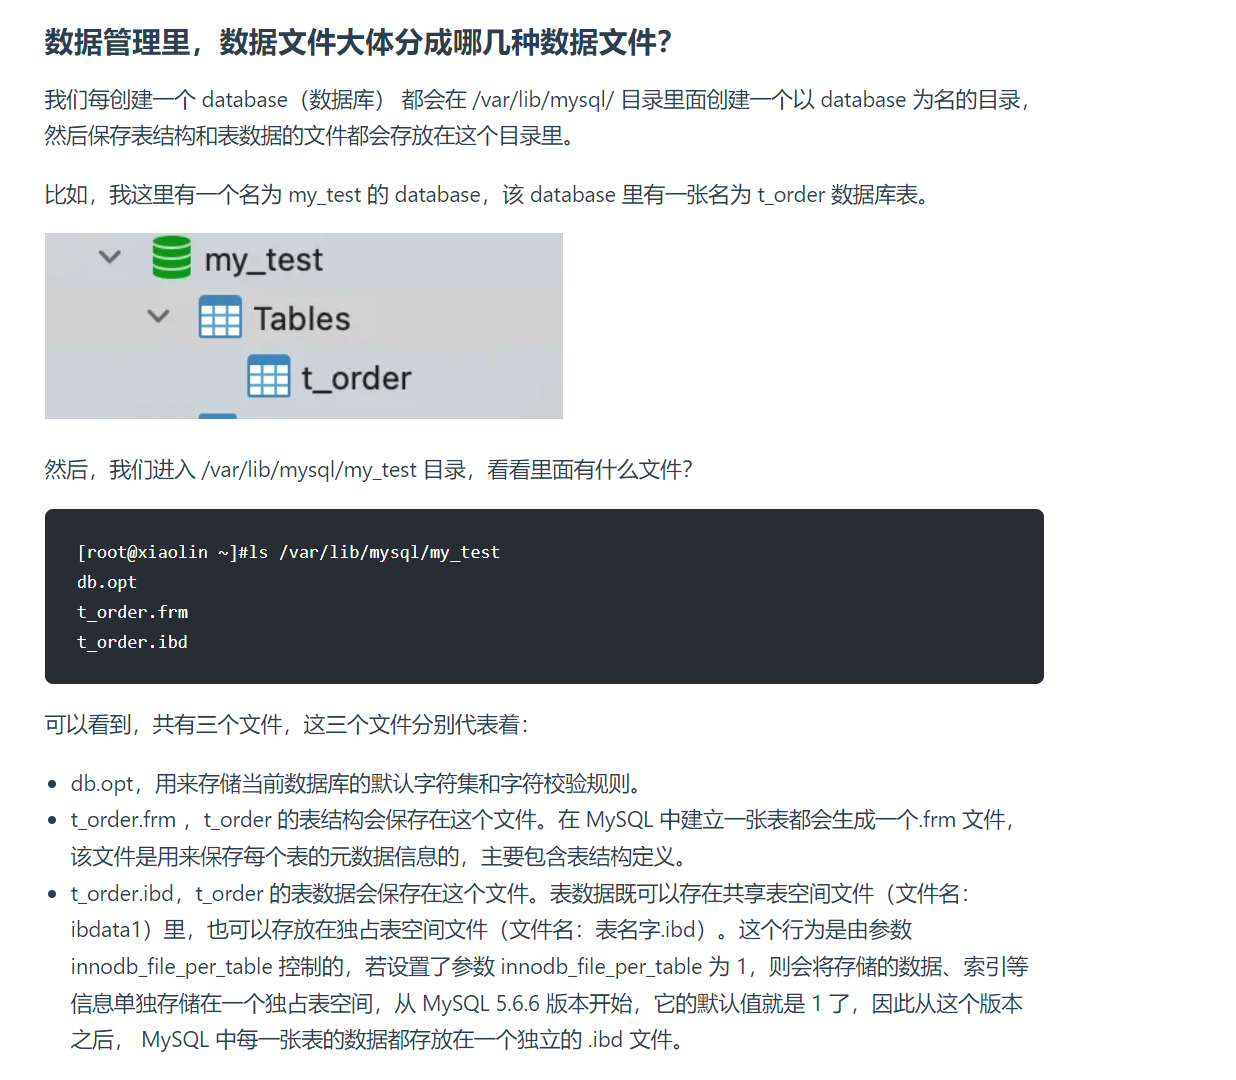 数据管理里，数据文件大体分成哪几种数据文件？
我们每创建一个 database（数据库） 都会在 /var/lib/mysql/ 目录里面创建一个以 database 为名的目录，
然后保存表结构和表数据的文件都会存放在这个目录里。
比如，我这里有一个名为 my_test 的 database，该 database 里有一张名为 t_order 数据库表。
my_test
Tables
t_order
然后，我们进入 /var/lib/mysql/my_test 目录，看看里面有什么文件？
[root@xiaolin ~]#ls /var/lib/mysql/my_test
db.opt
t_order.frm
t_order.ibd
可以看到，共有三个文件，这三个文件分别代表着：
• db.opt，用来存储当前数据库的默认字符集和字符校验规则。
• t_order.frm ，t_order 的表结构会保存在这个文件。在 MySQL 中建立一张表都会生成一个.frm 文件，
该文件是用来保存每个表的元数据信息的，主要包含表结构定义。
• t_order.ibd，t_order 的表数据会保存在这个文件。表数据既可以存在共享表空间文件（文件名：
ibdata1）里，也可以存放在独占表空间文件（文件名：表名字.ibd）。这个行为是由参数
innodb_file_per_table 控制的，若设置了参数 innodb_file_per_table 为 1，则会将存储的数据、索引等
信息单独存储在一个独占表空间，从 MySQL 5.6.6 版本开始，它的默认值就是 1 了，因此从这个版本
之后， MySQL 中每一张表的数据都存放在一个独立的 .ibd 文件。